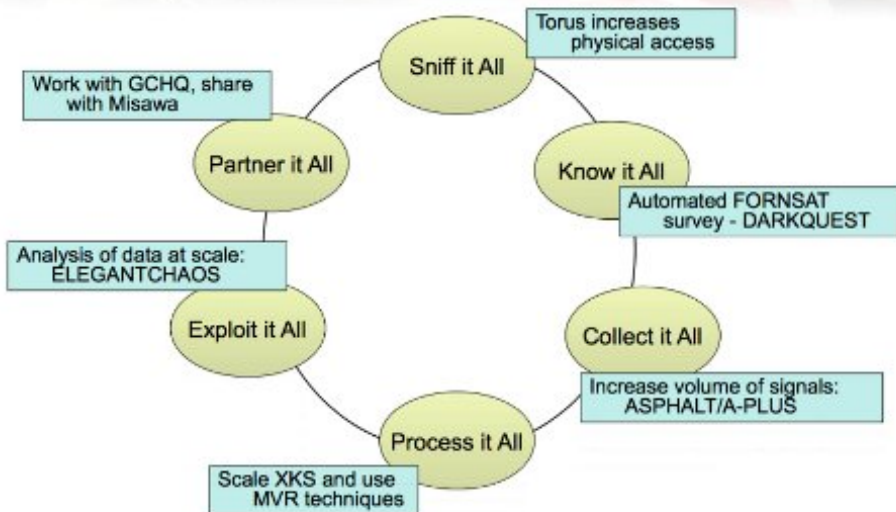 Sniff it All
Torus increases
physical access
Know it All
Automated FORNSAT
survey - DARKQUEST
Collect it All
Increase volume of signals:
ASPHALT/A-PLUS
Process it All
Scale XKS and use
MVR techniques
Exploit it All
Analysis of data at scale:
ELEGANTCHAOS
Partner it All
Work with GCHQ, share
with Misawa